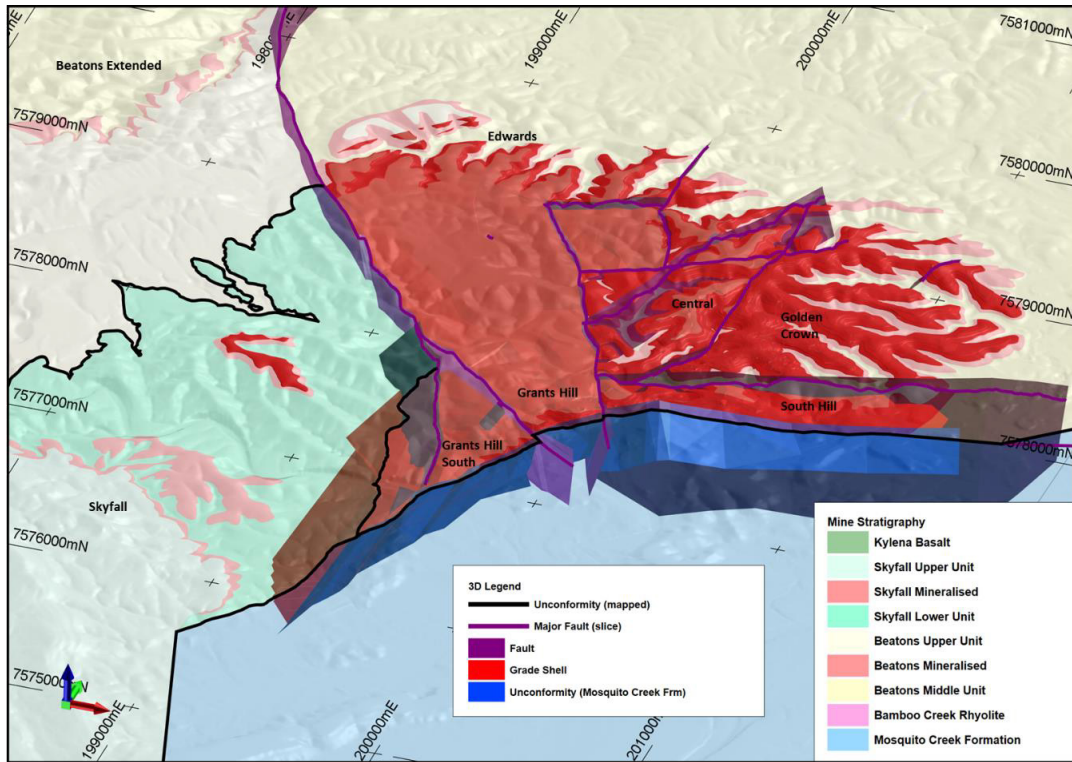 198000mE
199000mE
200000mE
7581000mN
Beatons Extended
7579000mN
Edwards
7580000mN
7578000mN
Central
Golden
Crown
7579000mN
7577000mN
Grants Hill
South Hill
Grants Hill
South
7578000mN
Skyfall
7576000mN
7575000mN
199000mE
200000mE
201000mE
3D Legend
Unconformity (mapped)
Major Fault (slice)
Fault
Grade Shell
Unconformity (Mosquito Creek Frm)
Mine Stratigraphy
Kylena Basalt
Skyfall Upper Unit
Skyfall Mineralised
Skyfall Lower Unit
Beatons Upper Unit
Beatons Mineralised
Beatons Middle Unit
Bamboo Creek Rhyolite
Mosquito Creek Formation